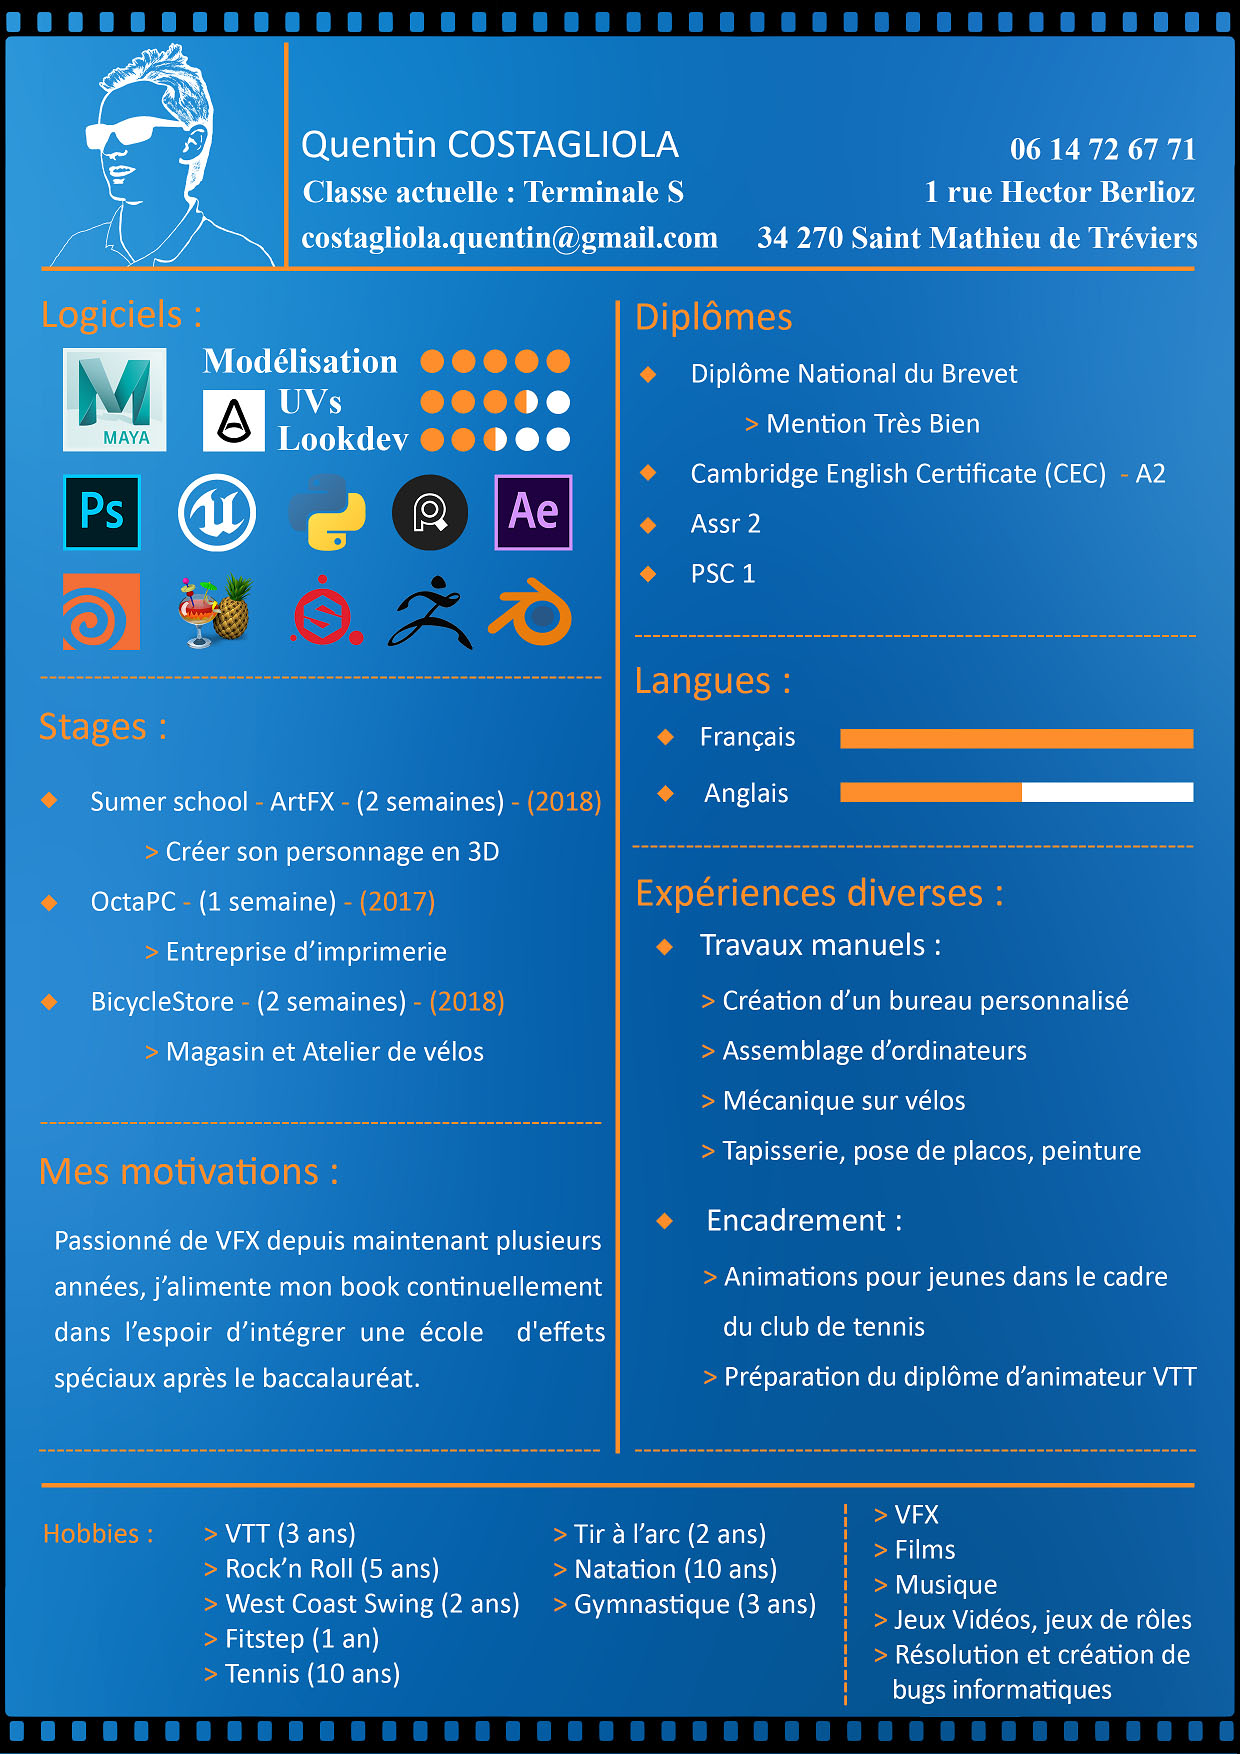 Quentin COSTAGLIOLA
Classe actuelle : Terminale S
costagliola.quentin@gmail.com
06 14 72 67 71
1 rue Hector Berlioz
34 270 Saint Mathieu de Tréviers
Logiciels :
MAYA
Modélisation
UVs
Lookdev
Ps
Ae
Stages :
Sumer school - ArtFX - (2 semaines) - (2018)
> Créer son personnage en 3D
OctaPC - (1 semaine) - (2017)
> Entreprise d’imprimerie
BicycleStore - (2 semaines) - (2018)
> Magasin et Atelier de vélos
Mes motivations :
Passionné de VFX depuis maintenant plusieurs
années, j’alimente mon book continuellement
dans l’espoir d’intégrer une école d'effets
spéciaux après le baccalauréat.
Diplômes
Diplôme National du Brevet
> Mention Très Bien
Cambridge English Certificate (CEC) - A2
Assr 2
PSC 1
Langues :
Français
Anglais
Expériences diverses :
Travaux manuels :
> Création d’un bureau personnalisé
> Assemblage d’ordinateurs
> Mécanique sur vélos
> Tapisserie, pose de placos, peinture
Encadrement :
> Animations pour jeunes dans le cadre
du club de tennis
> Préparation du diplôme d’animateur VTT
Hobbies :
> VTT (3 ans)
> Rock’n Roll (5 ans)
> West Coast Swing (2 ans)
> Fitstep (1 an)
> Tennis (10 ans)
> Tir à l’arc (2 ans)
> Natation (10 ans)
> Gymnastique (3 ans)
> VFX
> Films
> Musique
> Jeux Vidéos, jeux de rôles
> Résolution et création de
bugs informatiques